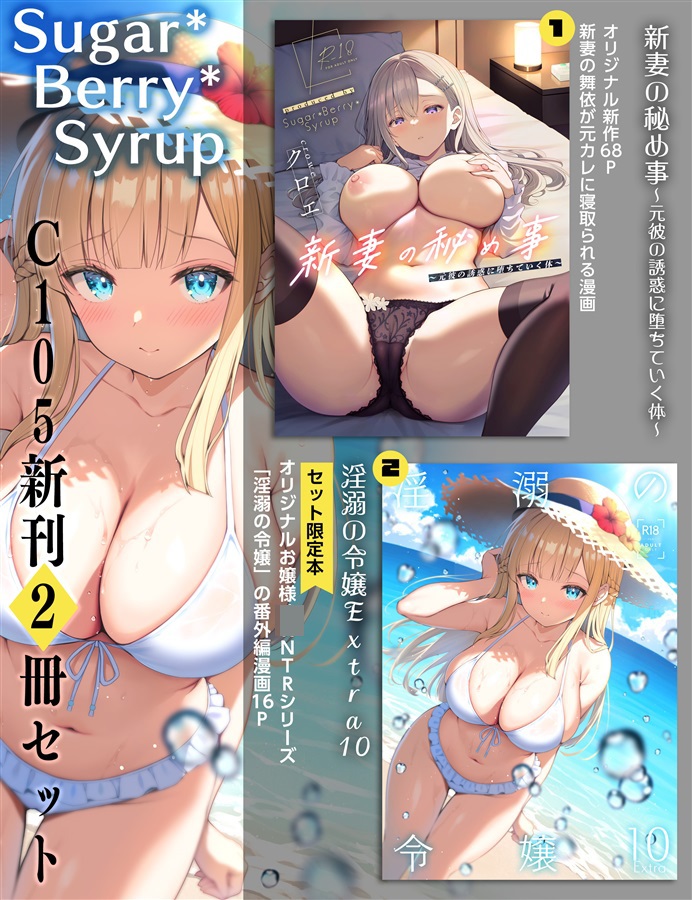 Sugar*
Berry*
Syrup
C105新刊2冊セット
1
新妻の秘め事～元彼の誘惑に堕ちていく体～
オリジナル新作68P
新妻の舞依が元カレに寝取られる漫画
R-18
produced by
Sugar*Berry*
Syrup
クロエ
新妻の秘め事
～元彼の誘惑に堕ちていく体～
2
淫溺の令嬢Extra10
セット限定本
オリジナルお嬢様 NTRシリーズ
「淫溺の令嬢」の番外編漫画16P
淫溺の
R18
令嬢10
Extra